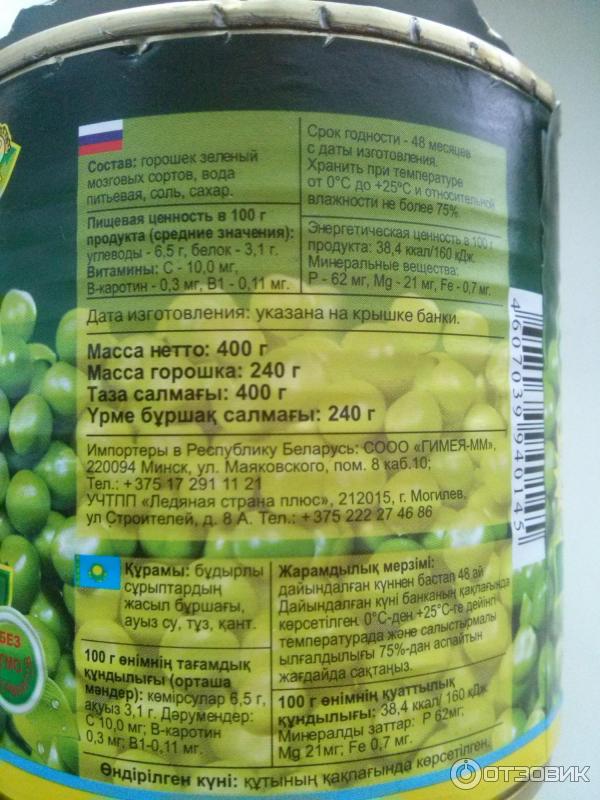 Состав: горошек зеленый
мозговых сортов, вода
питьевая, соль, сахар.
Срок годности - 48 месяцев
с даты изготовления.
Хранить при температуре
от 0°С до +25°С и относительной
влажности не более 75%
Пищевая ценность в 100 г
продукта (средние значения):
углеводы - 6,5 г, белок - 3,1 г.
Витамины: С - 10,0 мг,
В-каротин - 0,3 мг, В1 - 0,11 мг.
Энергетическая ценность в 100 г
продукта: 38,4 ккал/160 кДж.
Минеральные вещества:
Р - 62 мг, Mg - 21 мг, Fe - 0,7 мг.
Дата изготовления: указана на крышке банки.
Масса нетто: 400 г
Масса горошка: 240 г
Таза салмағы: 400 г
Үрме бұршақ салмағы: 240 г
Импортеры в Республику Беларусь: СООО «ГИМЕЯ-ММ»,
220094 Минск, ул. Маяковского, пом. 8 каб.10;
Тел.: +375 17 291 11 21
УЧТПП «Ледяная страна плюс», 212015, г. Могилев,
ул Строителей, д. 8 А. Тел.: +375 222 27 46 86
Құрамы: бұдырлы
сұрыптардың
жасыл бұршағы,
ауыз су, тұз, қант.
Жарамдылық мерзімі:
дайындалған күннен бастап 48 ай
Дайындалған күні банканың қақпағында
көрсетілген. 0°С-ден +25°С-ге дейінгі
температурада және салыстырмалы
ылғалдылығы 75%-дан аспайтын
жағдайда сақтаңыз.
100 г өнімнің тағамдық
құндылығы (орташа
мәндер): көмірсулар 6,5 г,
ақуыз 3,1 г. Дәрумендер:
С 10,0 мг; В-каротин
0,3 мг; В1-0,11 мг.
100 г өнімнің қуаттылық
құндылығы: 38,4 ккал/ 160 кДж
Минералды заттар: Р 62мг;
Mg 21мг; Fe 0,7 мг.
Өндірілген күні: құтының қақпағында көрсетілген.
4607039940145
БЕЗ
ОТЗОВИК